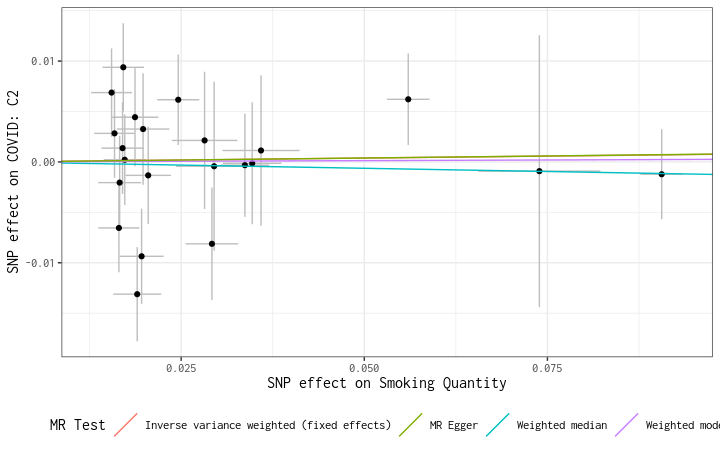 SNP effect on COVID: C2
0.01
0.00
-0.01
0.025 0.050 0.075
SNP effect on Smoking Quantity
MR Test Inverse variance weighted (fixed effects) MR Egger Weighted median Weighted mode